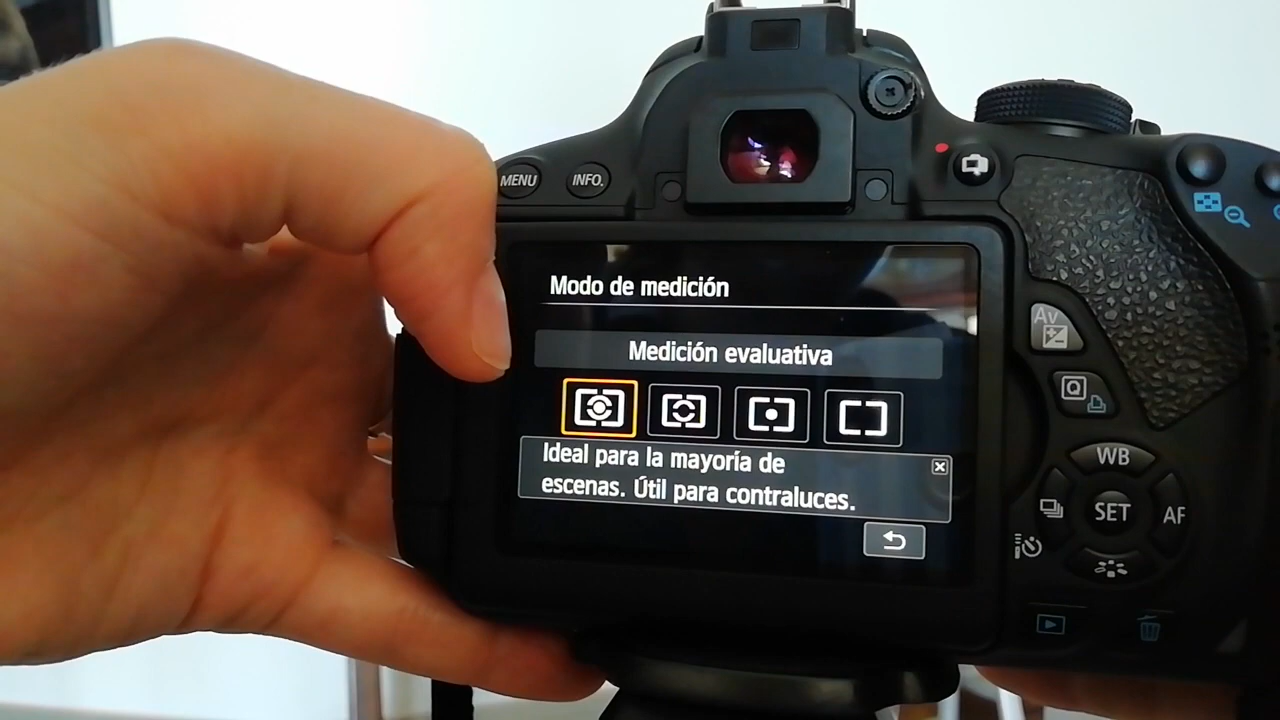 MENU
INFO.
Modo de medición
Medición evaluativa
Ideal para la mayoría de
escenas. Útil para contraluces.
Av
Q
WB
SET
AF